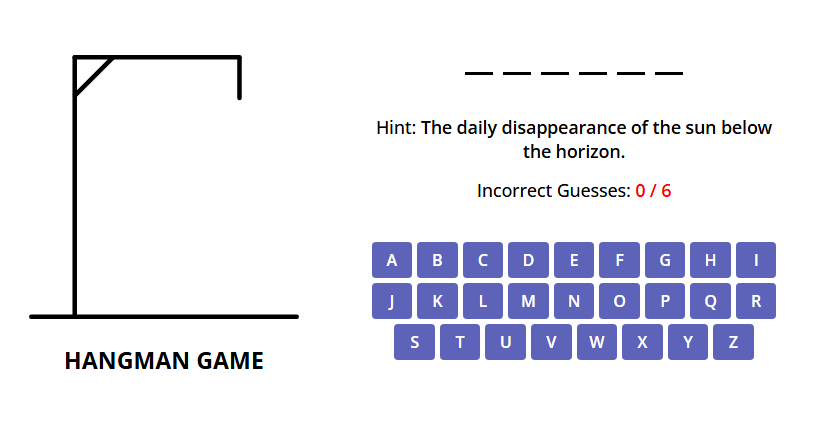 Hint: The daily disappearance of the sun below
the horizon.
Incorrect Guesses: 0 / 6
A B C D E F G H I
J K L M N O P Q R
S T U V W X Y Z
HANGMAN GAME